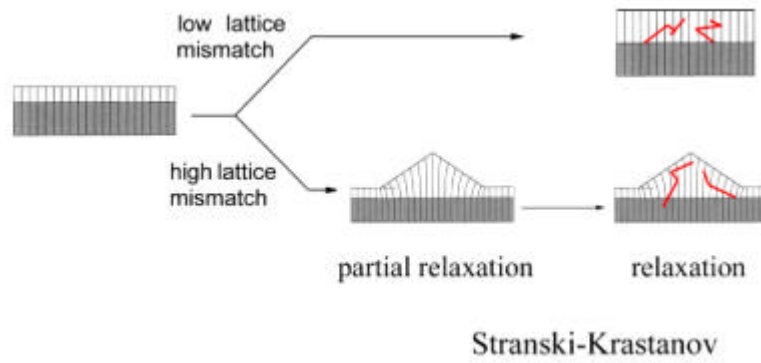 low lattice
mismatch
high lattice
mismatch
partial relaxation
relaxation
Stranski-Krastanov